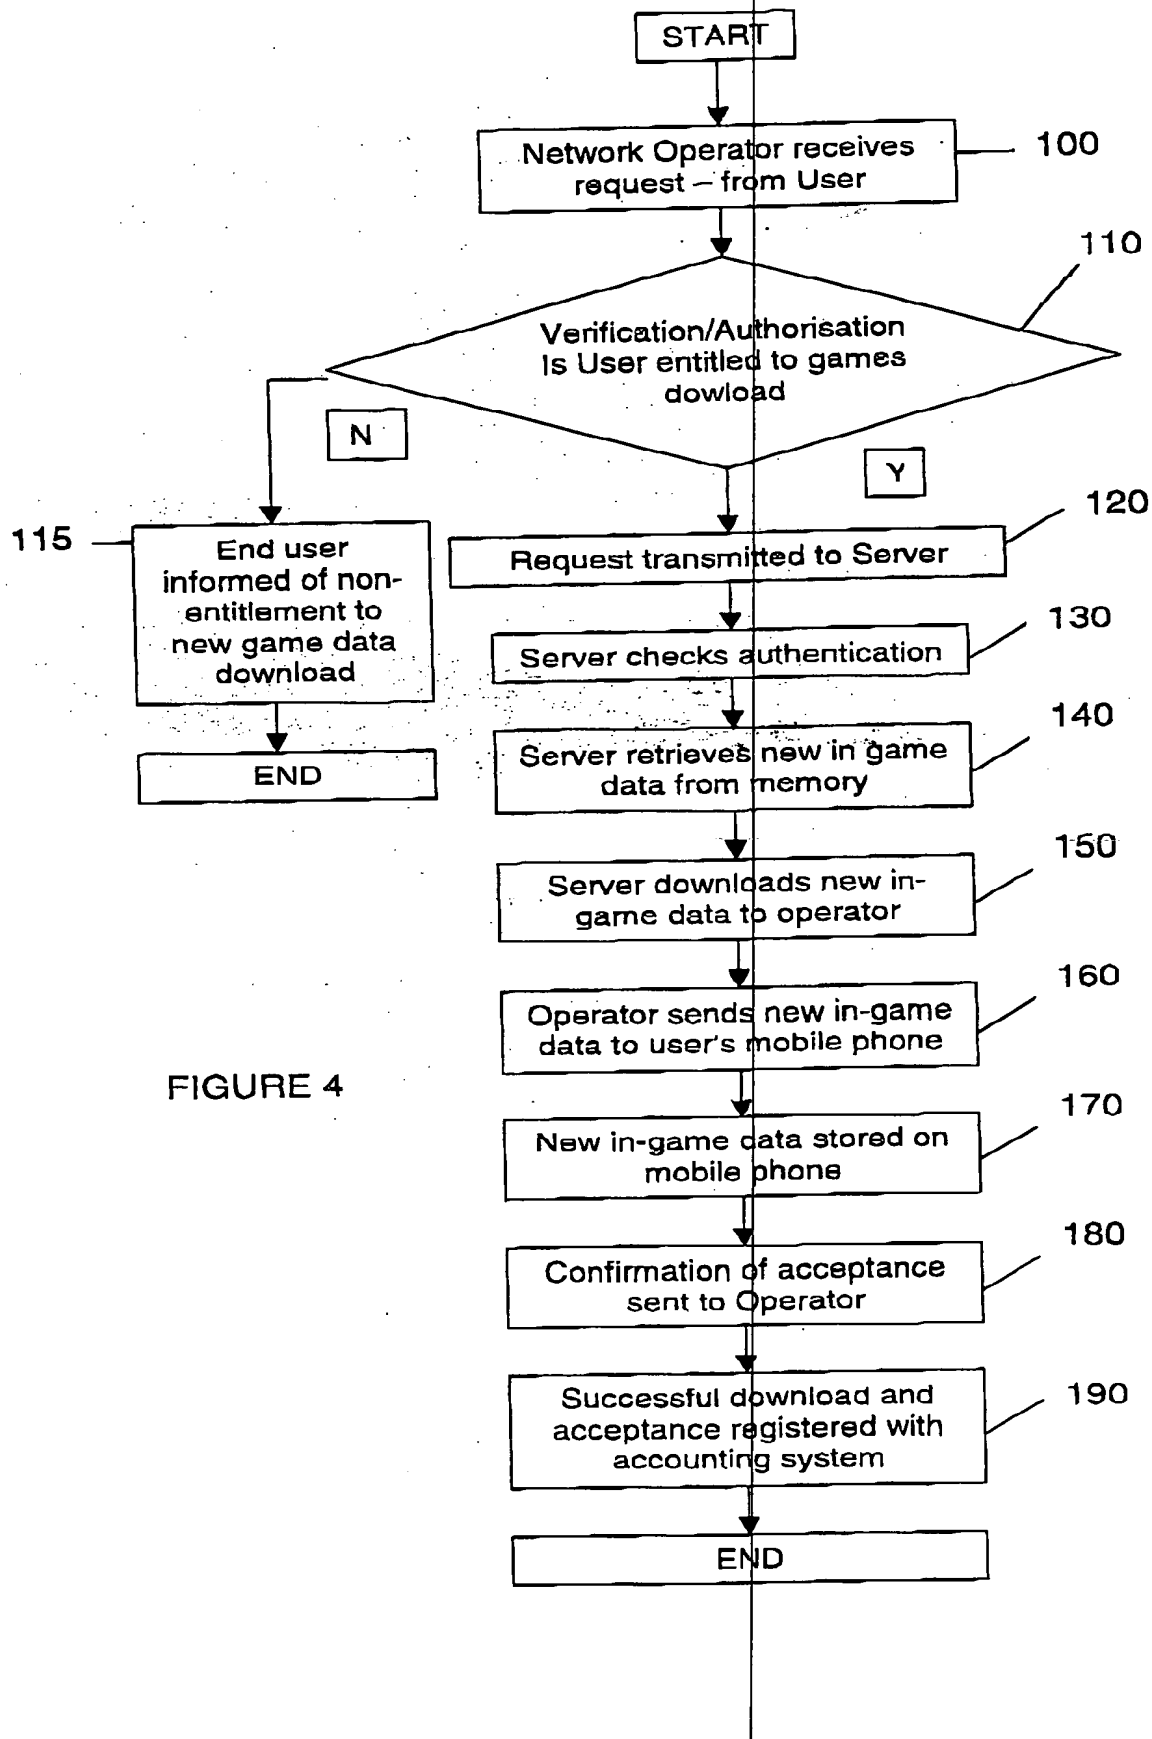 START
Network Operator receives
request – from User
100
110
Verification/Authorisation
Is User entitled to games
dowload
N
Y
115
End user
informed of non-
entitlement to
new game data
download
END
120
Request transmitted to Server
130
Server checks authentication
140
Server retrieves new in game
data from memory
150
Server downloads new in-
game data to operator
160
Operator sends new in-game
data to user's mobile phone
FIGURE 4
170
New in-game data stored on
mobile phone
180
Confirmation of acceptance
sent to Operator
190
Successful download and
acceptance registered with
accounting system
END